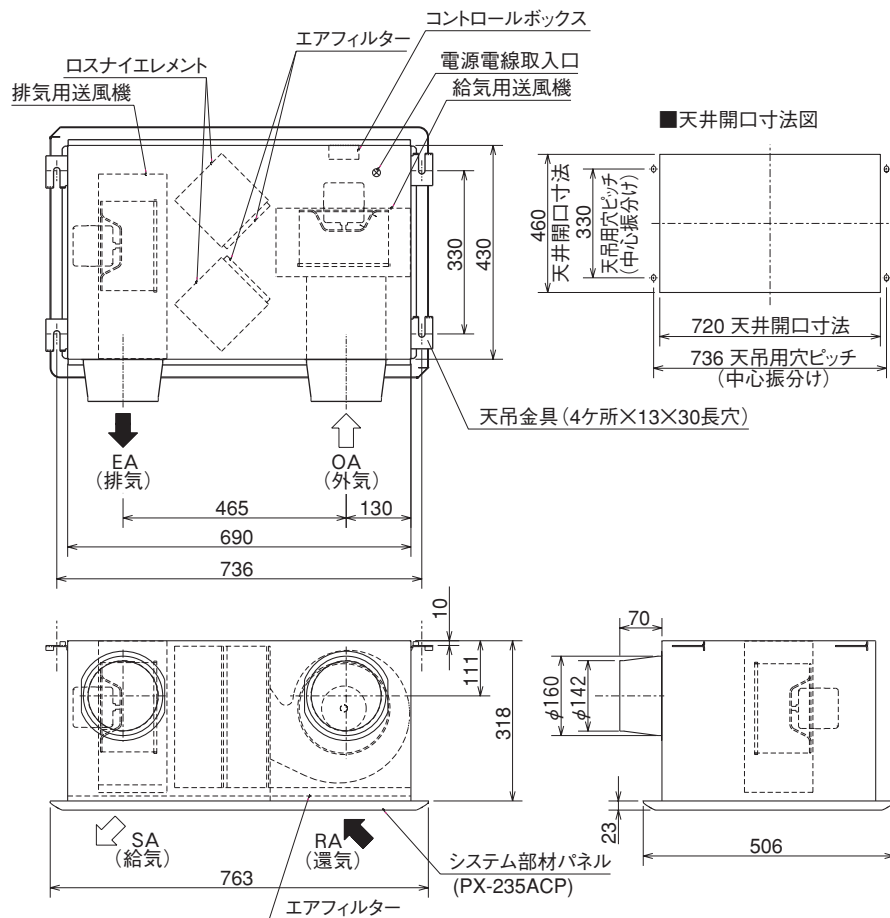 コントロールボックス
エアフィルター
電源電線取入口
ロスナイエレメント
給気用送風機
排気用送風機
■天井開口寸法図
330
430
460
天井開口寸法
330
天吊用穴ピッチ
(中心振分け)
720 天井開口寸法
736 天吊用穴ピッチ
(中心振分け)
天吊金具(4ケ所×13×30長穴)
EA
(排気)
OA
(外気)
465
130
690
736
10
111
318
70
φ160
φ142
23
506
SA
(給気)
RA
(還気)
システム部材パネル
(PX-235ACP)
763
エアフィルター